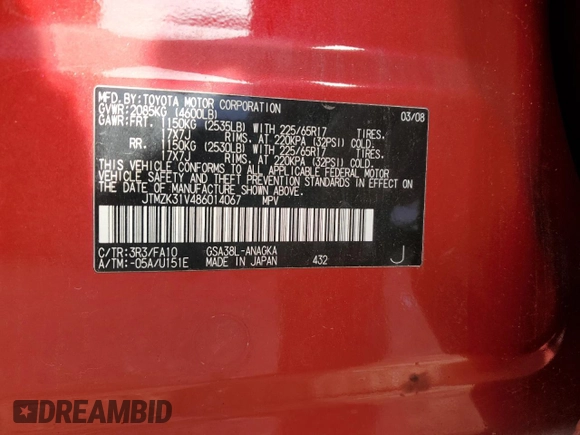 MFD. BY: TOYOTA MOTOR CORPORATION 03/08
GVWR: 2085KG (4600LB)
GAWR: FRT. 1150KG (2535LB) WITH 225/65R17 TIRES.
17X7J RIMS. AT 220KPA (32PSI) COLD.
RR. 1150KG (2530LB) WITH 225/65R17 TIRES.
17X7J RIMS. AT 220KPA (32PSI) COLD.
THIS VEHICLE CONFORMS TO ALL APPLICABLE FEDERAL MOTOR
VEHICLE SAFETY AND THEFT PREVENTION STANDARDS IN EFFECT
ON THE DATE OF MANUFACTURE SHOWN ABOVE.
JTMZK31V486014067 MPV
C/TR: 3R3/FA10 GSA38L-ANAGKA
A/TM: -05A/U151E MADE IN JAPAN 432 J
DREAMBID